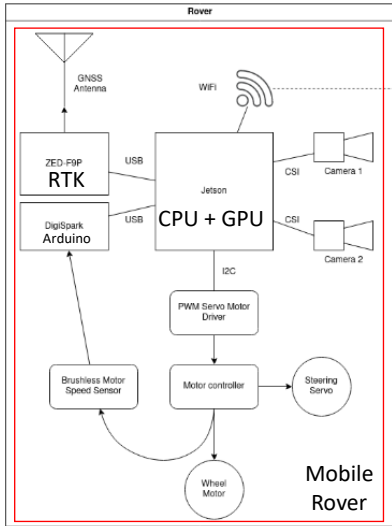 Rover
GNSS
Antenna
WIFI
ZED-F9P
RTK
USB
Jetson
CPU + GPU
CSI
Camera 1
DigiSpark
Arduino
USB
CSI
Camera 2
I2C
PWM Servo Motor
Driver
Brushless Motor
Speed Sensor
Motor controller
Steering
Servo
Wheel
Motor
Mobile
Rover